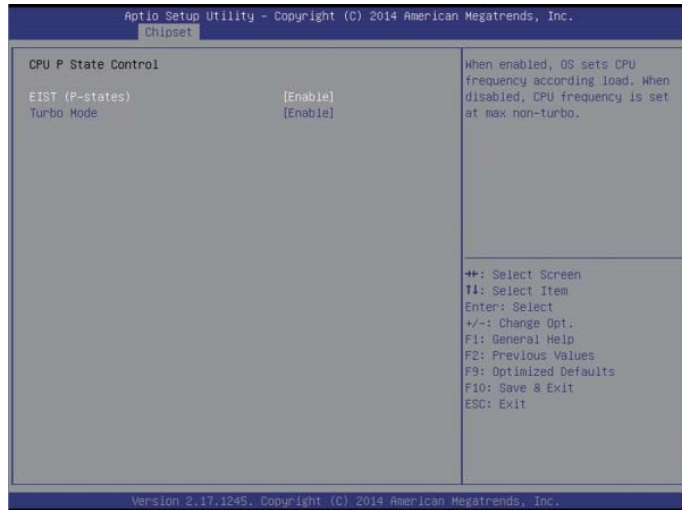 Aptio Setup Utility – Copyright (C) 2014 American Megatrends, Inc.
Chipset
CPU P State Control
EIST (P-states) [Enable]
Turbo Mode [Enable]
When enabled, OS sets CPU
frequency according load. When
disabled, CPU frequency is set
at max non-turbo.
→←: Select Screen
↑↓: Select Item
Enter: Select
+/-: Change Opt.
F1: General Help
F2: Previous Values
F9: Optimized Defaults
F10: Save & Exit
ESC: Exit
Version 2.17.1245. Copyright (C) 2014 American Megatrends, Inc.